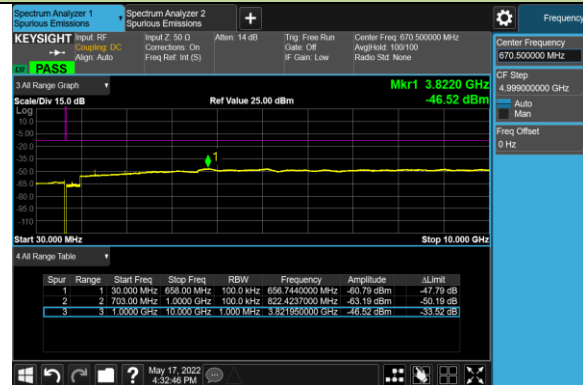 Spectrum Analyzer 1
Spurious Emissions
Spectrum Analyzer 2
Spurious Emissions
+
Frequency
KEYSIGHT
Input: RF
Coupling: DC
Align: Auto
Input Z: 50 Ω
Corrections: On
Freq Ref: Int (S)
Atten: 14 dB
Trig: Free Run
Gate: Off
IF Gain: Low
Center Freq: 670.500000 MHz
Avg|Hold: 100/100
Radio Std: None
LXI
PASS
Center Frequency
670.500000 MHz
CF Step
4.999000000 GHz
Auto
Man
Freq Offset
0 Hz
3 All Range Graph
Mkr1 3.8220 GHz
Scale/Div 15.0 dB
Ref Value 25.00 dBm
-46.52 dBm
Log
10.0
-5.00
-20.0
-35.0
-50.0
-65.0
-80.0
-95.0
-110
1
Start 30.000 MHz
Stop 10.000 GHz
4 All Range Table
Spur Range Start Freq Stop Freq RBW Frequency Amplitude ΔLimit
1 1 30.000 MHz 658.00 MHz 100.0 kHz 656.7440000 MHz -60.79 dBm -47.79 dB
2 2 703.00 MHz 1.0000 GHz 100.0 kHz 822.4237000 MHz -63.19 dBm -50.19 dB
3 3 1.0000 GHz 10.000 GHz 1.000 MHz 3.821950000 GHz -46.52 dBm -33.52 dB
?
May 17, 2022
4:32:46 PM